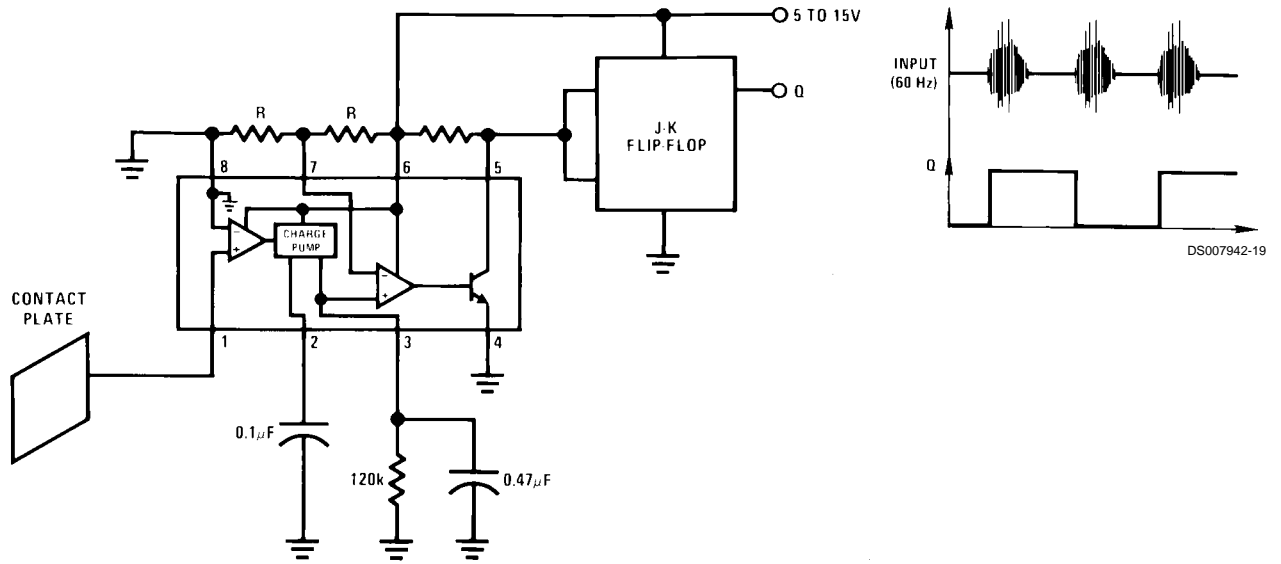 5 TO 15V
INPUT
(60 Hz)
Q
R
R
J-K
FLIP-FLOP
8
7
6
5
Q
CHARGE
PUMP
-
+
-
+
DS007942-19
CONTACT
PLATE
1
2
3
4
0.1μF
120k
0.47μF